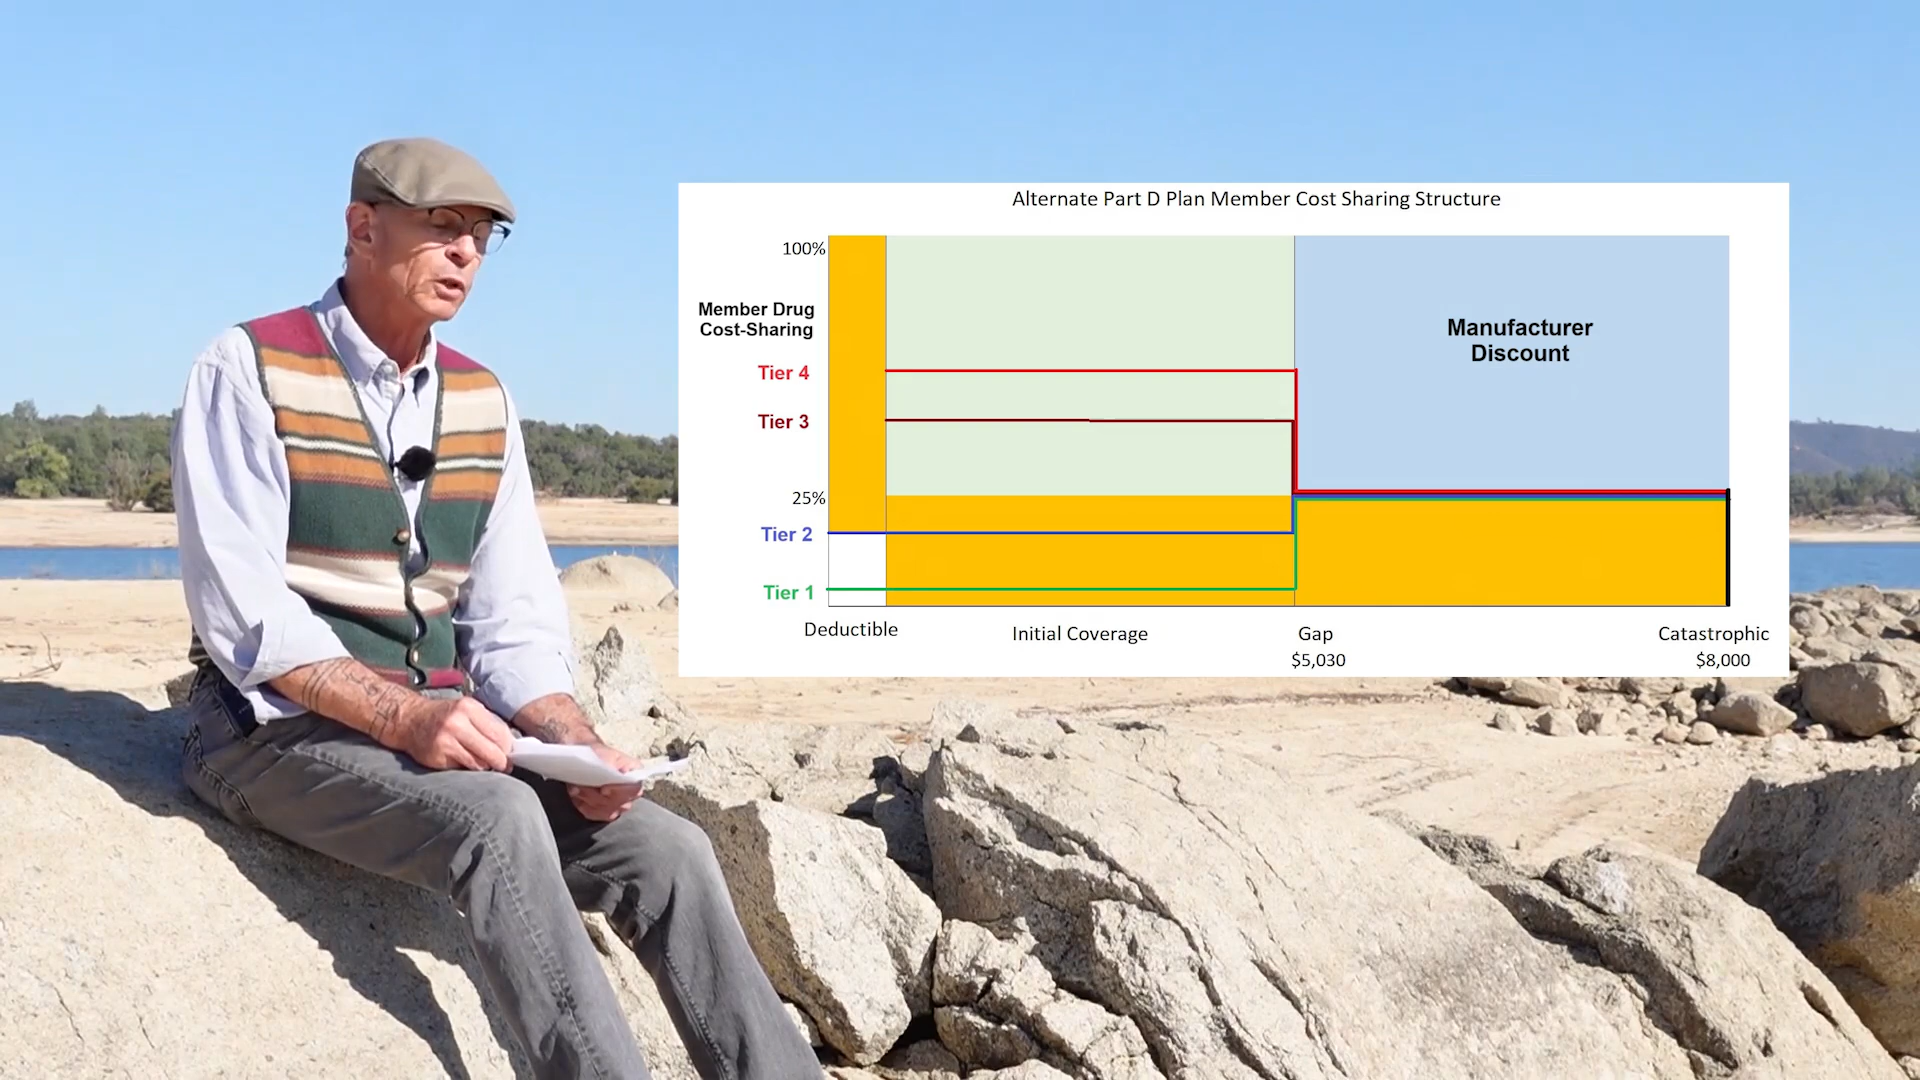 Alternate Part D Plan Member Cost Sharing Structure
100%
Member Drug
Cost-Sharing
Manufacturer
Discount
Tier 4
Tier 3
25%
Tier 2
Tier 1
Deductible
Initial Coverage
Gap
$5,030
Catastrophic
$8,000